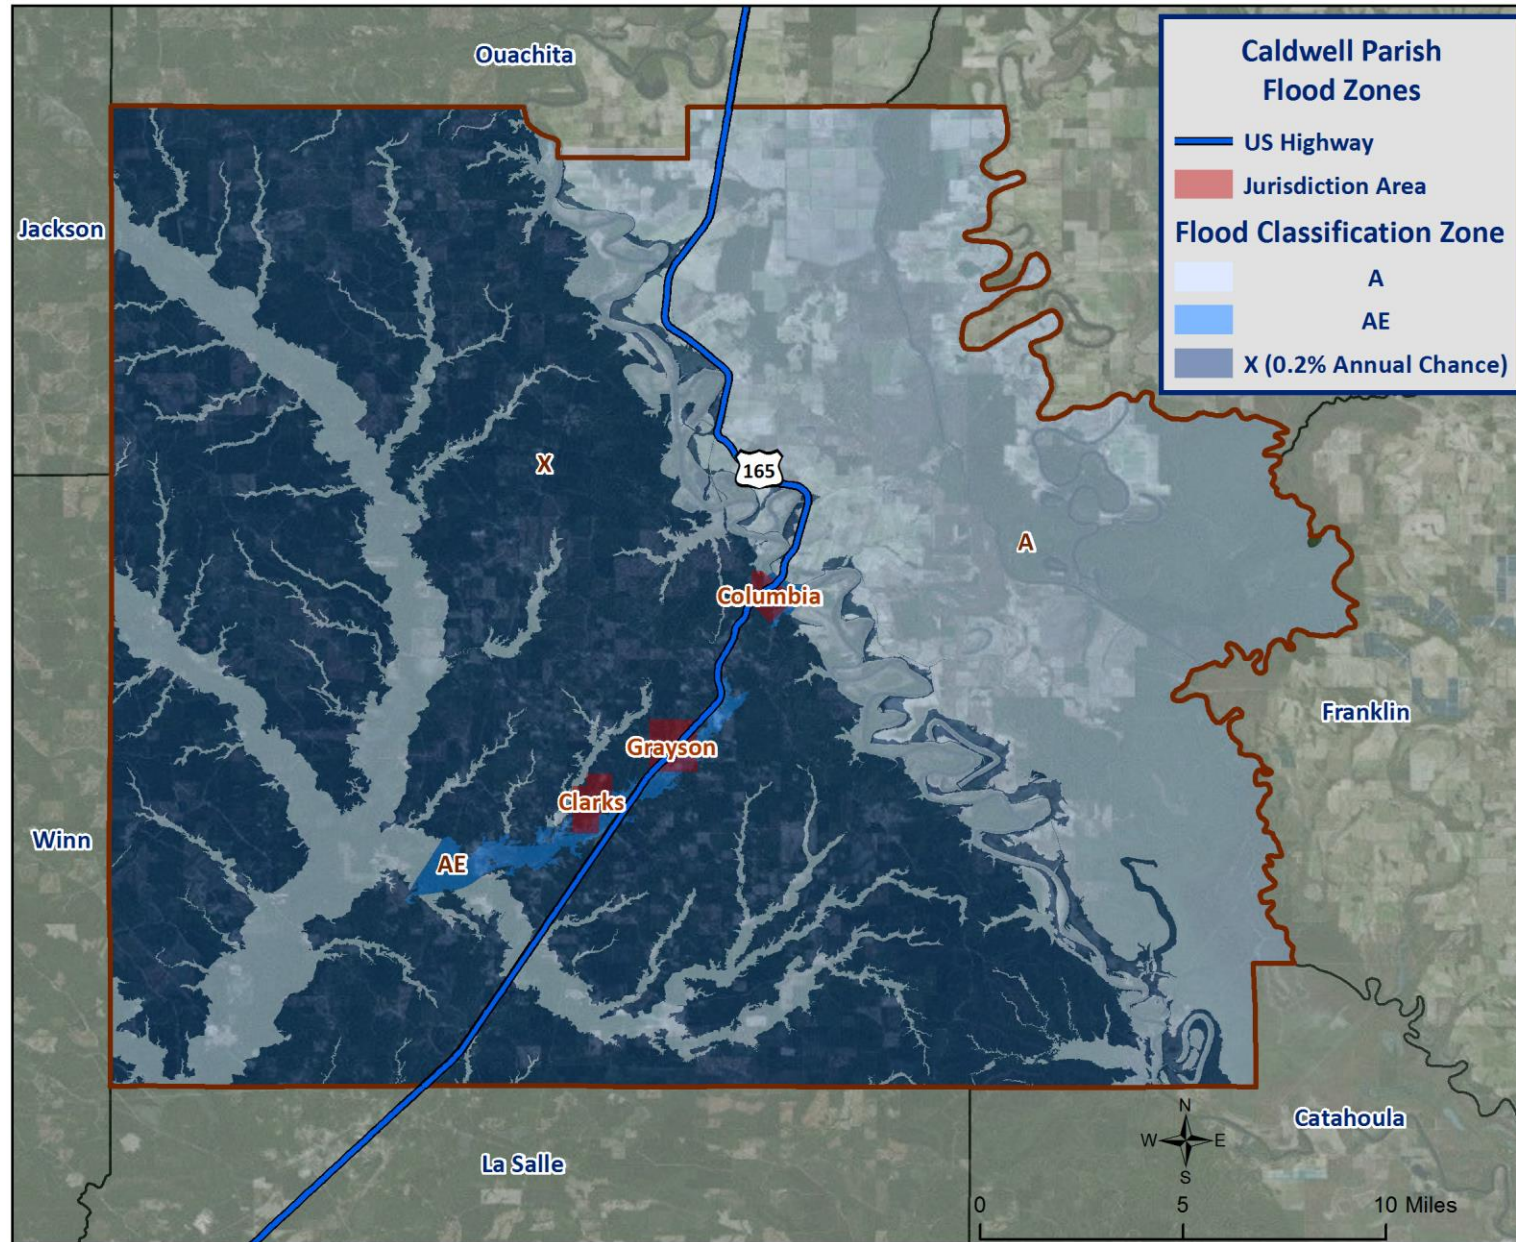 Ouachita
Caldwell Parish
Flood Zones
US Highway
Jurisdiction Area
Flood Classification Zone
A
AE
X (0.2% Annual Chance)
Jackson
X
165
A
Columbia
Franklin
Grayson
Clarks
Winn
AE
N
W E
S
Catahoula
La Salle
0 5 10 Miles